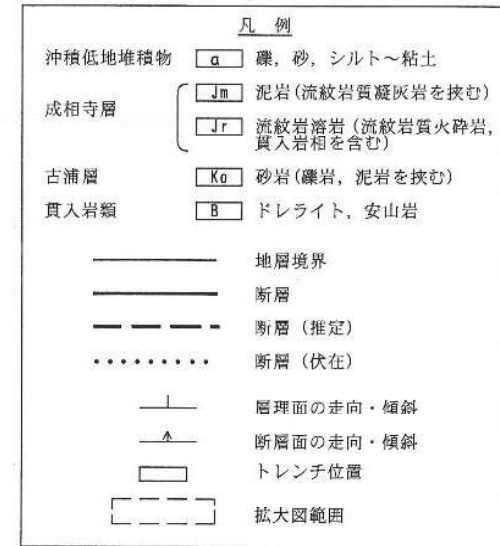 凡 例
沖積低地堆積物 a 礫，砂，シルト～粘土
成相寺層
Jm 泥岩(流紋岩質凝灰岩を挟む)
Jr 流紋岩溶岩(流紋岩質火砕岩，
貫入岩相を含む)
古浦層 Ko 砂岩(礫岩，泥岩を挟む)
貫入岩類 B ドレライト，安山岩
地層境界
断層
断層（推定）
断層（伏在）
層理面の走向・傾斜
断層面の走向・傾斜
トレンチ位置
拡大図範囲